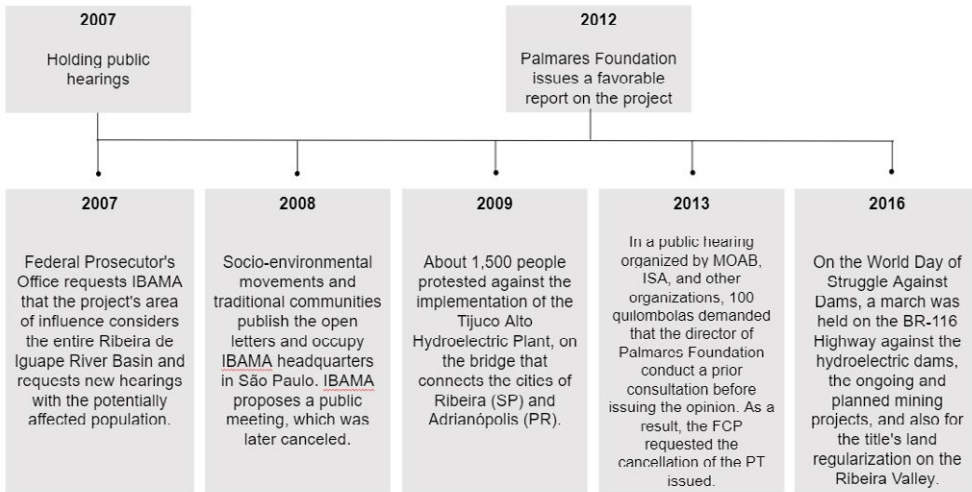 2007
Holding public
hearings
2012
Palmares Foundation
issues a favorable
report on the project
2007
Federal Prosecutor's
Office requests IBAMA
that the project's area
of influence considers
the entire Ribeira de
Iguape River Basin and
requests new hearings
with the potentially
affected population.
2008
Socio-environmental
movements and
traditional communities
publish the open
letters and occupy
IBAMA headquarters
in São Paulo. IBAMA
proposes a public
meeting, which was
later canceled.
2009
About 1,500 people
protested against the
implementation of the
Tijuco Alto
Hydroelectric Plant, on
the bridge that
connects the cities of
Ribeira (SP) and
Adrianópolis (PR).
2013
In a public hearing
organized by MOAB,
ISA, and other
organizations, 100
quilombolas demanded
that the director of
Palmares Foundation
conduct a prior
consultation before
issuing the opinion. As a
result, the FCP
requested the
cancellation of the PT
issued.
2016
On the World Day of
Struggle Against
Dams, a march was
held on the BR-116
Highway against the
hydroelectric dams,
the ongoing and
planned mining
projects, and also for
the title's land
regularization on the
Ribeira Valley.